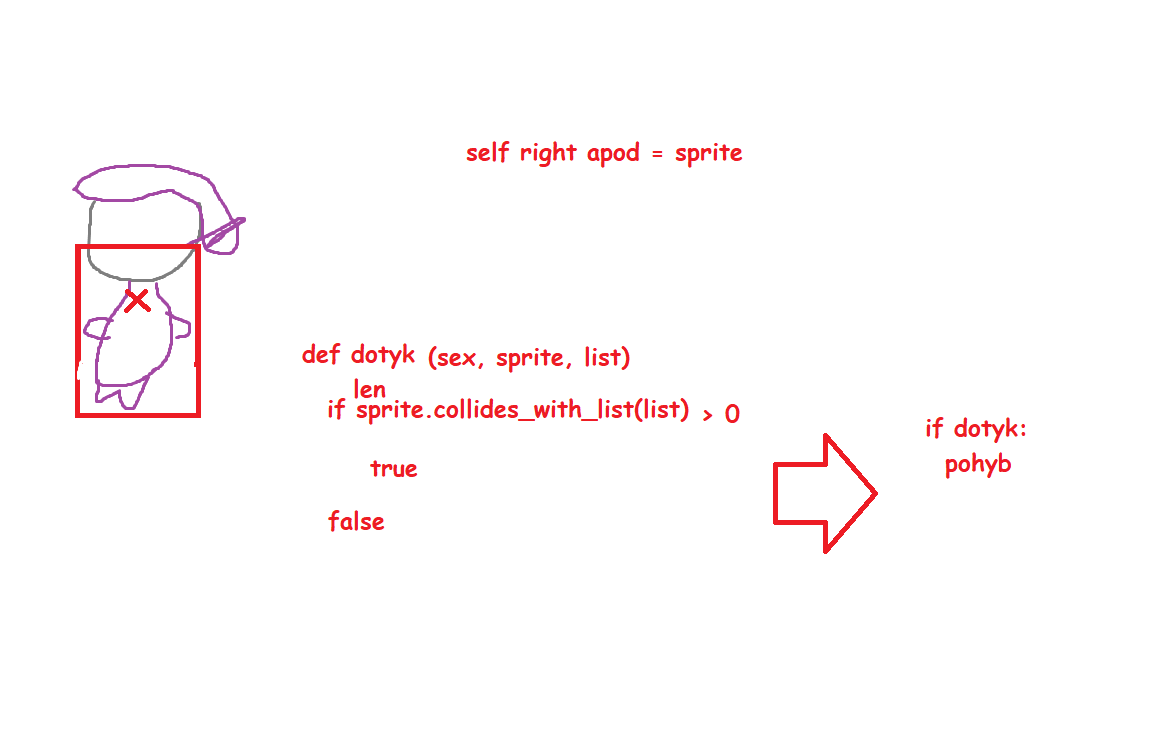 self right apod = sprite
def dotyk (sex, sprite, list)
len
if sprite.collides_with_list(list) > 0
if dotyk:
pohyb
true
false